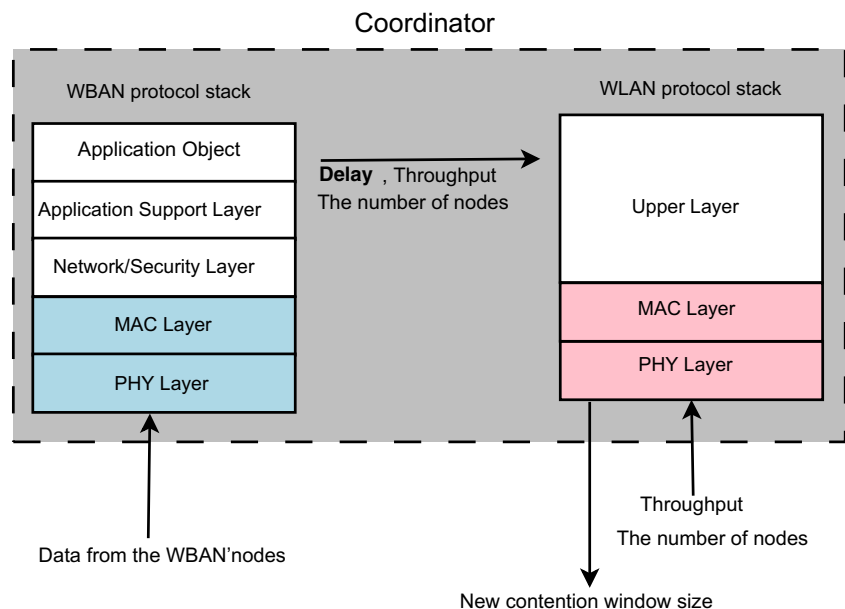 Coordinator
WBAN protocol stack
Application Object
Application Support Layer
Network/Security Layer
MAC Layer
PHY Layer
Delay , Throughput
The number of nodes
WLAN protocol stack
Upper Layer
MAC Layer
PHY Layer
Data from the WBAN'nodes
Throughput
The number of nodes
New contention window size